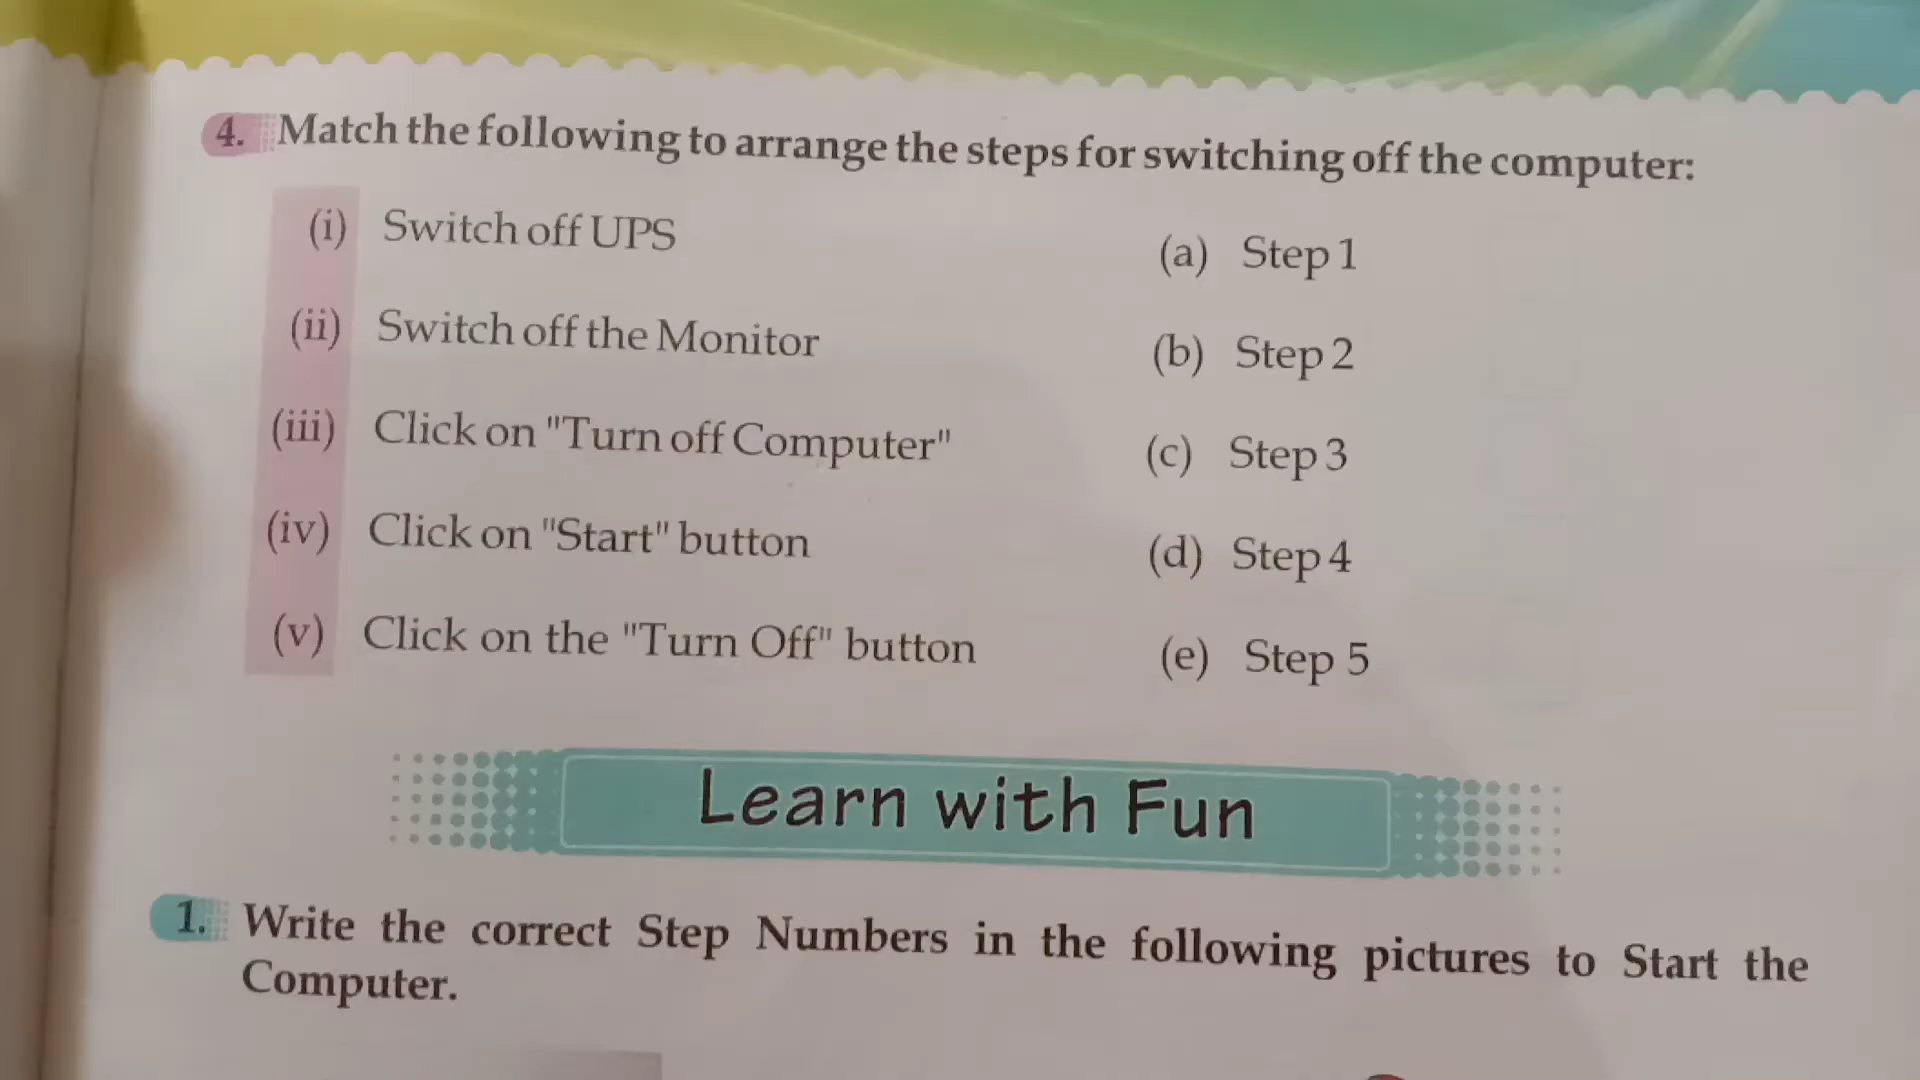 4. Match the following to arrange the steps for switching off the computer:
(i) Switch off UPS (a) Step 1
(ii) Switch off the Monitor (b) Step 2
(iii) Click on "Turn off Computer" (c) Step 3
(iv) Click on "Start" button (d) Step 4
(v) Click on the "Turn Off" button (e) Step 5
Learn with Fun
1. Write the correct Step Numbers in the following pictures to Start the
Computer.